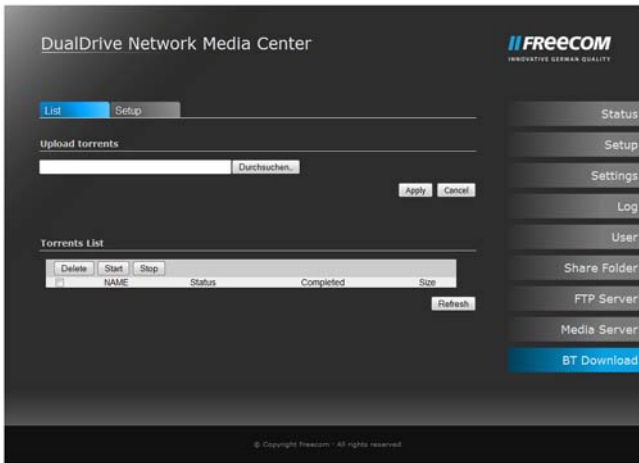 DualDrive Network Media Center
FREECOM
INNOVATIVE GERMAN QUALITY
List Setup
Upload torrents
Durchsuchen..
Apply Cancel
Torrents List
Delete Start Stop
NAME Status Completed Size
Refresh
Status
Setup
Settings
Log
User
Share Folder
FTP Server
Media Server
BT Download
© Copyright Freecom - All rights reserved